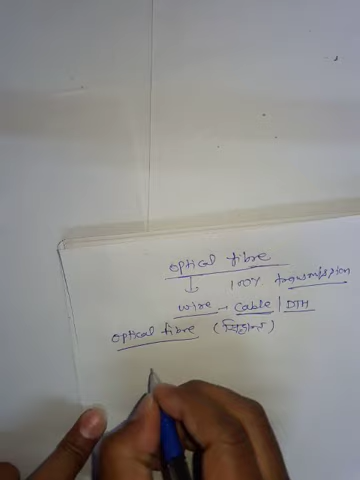 optical fibre
↓ 100% transmission
wire → Cable | DTH
optical fibre (सिद्धान्त)